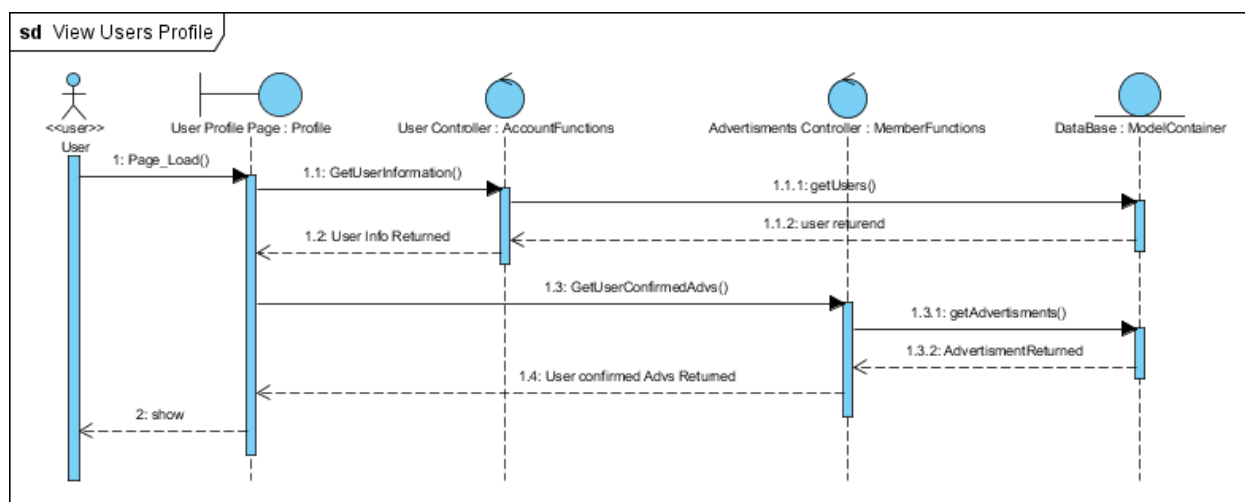 sd View Users Profile
<<user>>
User
User Profile Page : Profile
User Controller : AccountFunctions
Advertisments Controller : MemberFunctions
DataBase : ModelContainer
1: Page_Load()
1.1: GetUserInformation()
1.1.1: getUsers()
1.1.2: user returend
1.2: User Info Returned
1.3: GetUserConfirmedAdvs()
1.3.1: getAdvertisments()
1.3.2: AdvertismentReturned
1.4: User confirmed Advs Returned
2: show